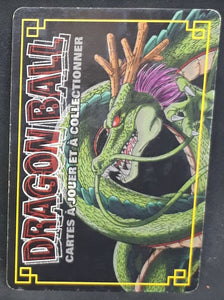 DRAGON BALL
CARTES À JOUER ET À COLLECTIONNER